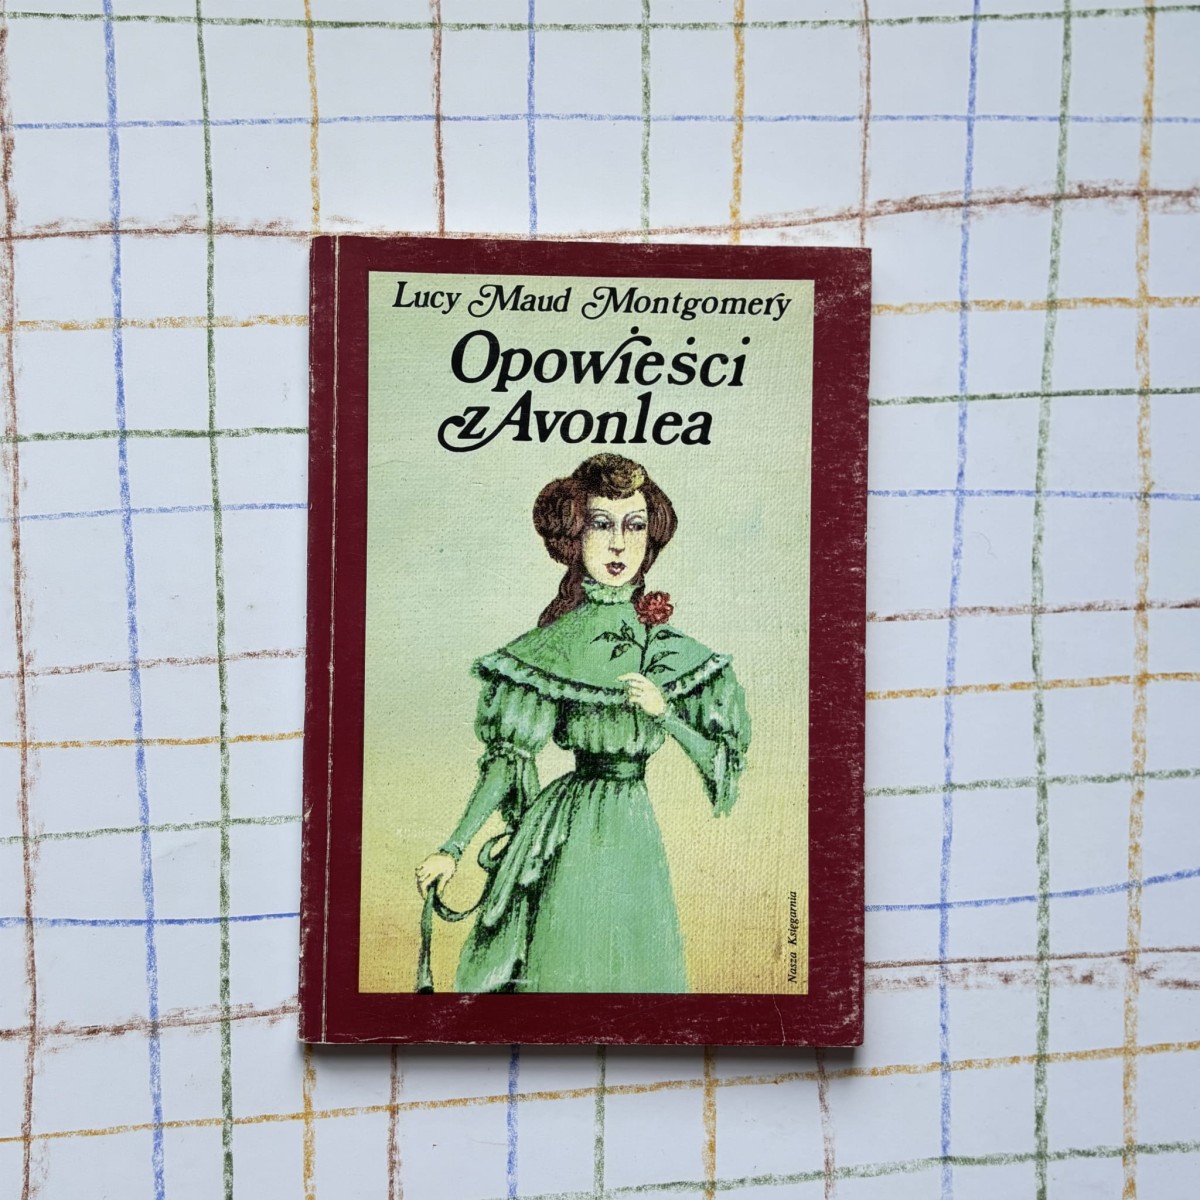 Lucy Maud Montgomery
Opowieści
z Avonlea
Nasza Księgarnia